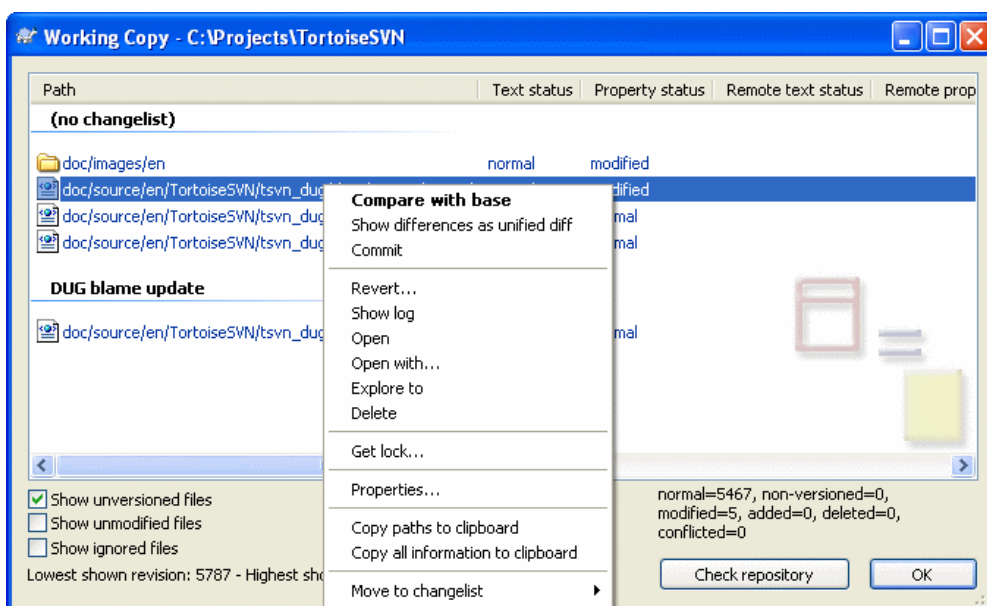 Working Copy - C:\Projects\TortoiseSVN
Path Text status Property status Remote text status Remote prop
(no changelist)
doc/images/en normal modified
doc/source/en/TortoiseSVN/tsvn_dug
doc/source/en/TortoiseSVN/tsvn_dug
doc/source/en/TortoiseSVN/tsvn_dug
DUG blame update
doc/source/en/TortoiseSVN/tsvn_dug
Compare with base
Show differences as unified diff
Commit
Revert...
Show log
Open
Open with...
Explore to
Delete
Get lock...
Properties...
Copy paths to clipboard
Copy all information to clipboard
Move to changelist
Show unversioned files
Show unmodified files
Show ignored files
Lowest shown revision: 5787 - Highest sho
normal=5467, non-versioned=0,
modified=5, added=0, deleted=0,
conflicted=0
Check repository
OK